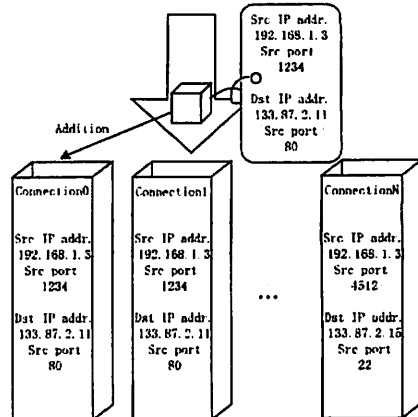 Src IP addr.
192.168.1.3
Src port
1234
Dst IP addr.
133.87.2.11
Src port
80
Addition
Connection0
Src IP addr.
192.168.1.3
Src port
1234
Dst IP addr.
133.87.2.11
Src port
80
Connection1
Src IP addr.
192.168.1.3
Src port
1234
Dst IP addr.
133.87.2.11
Src port
80
...
ConnectionN
Src IP addr.
192.168.1.3
Src port
4512
Dst IP addr.
133.87.2.15
Src port
22